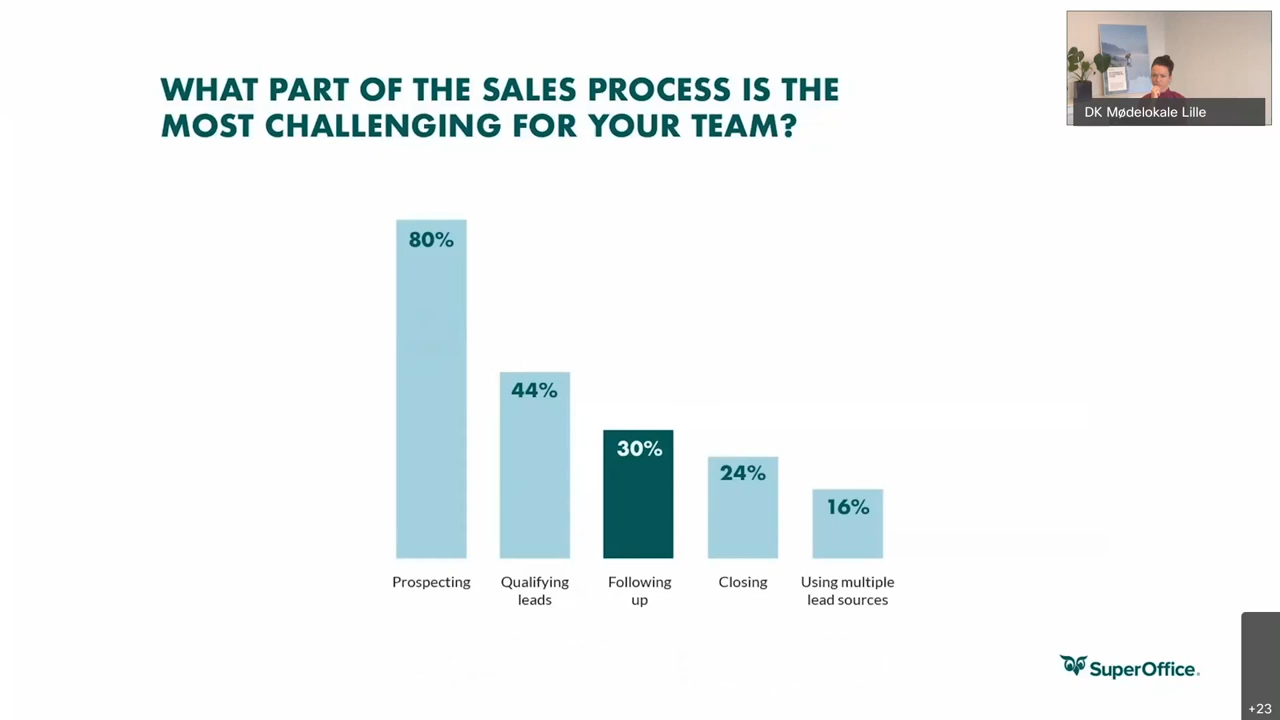 WHAT PART OF THE SALES PROCESS IS THE
MOST CHALLENGING FOR YOUR TEAM?
DK Mødelokale Lille
80%
44%
30%
24%
16%
Prospecting
Qualifying
leads
Following
up
Closing
Using multiple
lead sources
SuperOffice.
+23